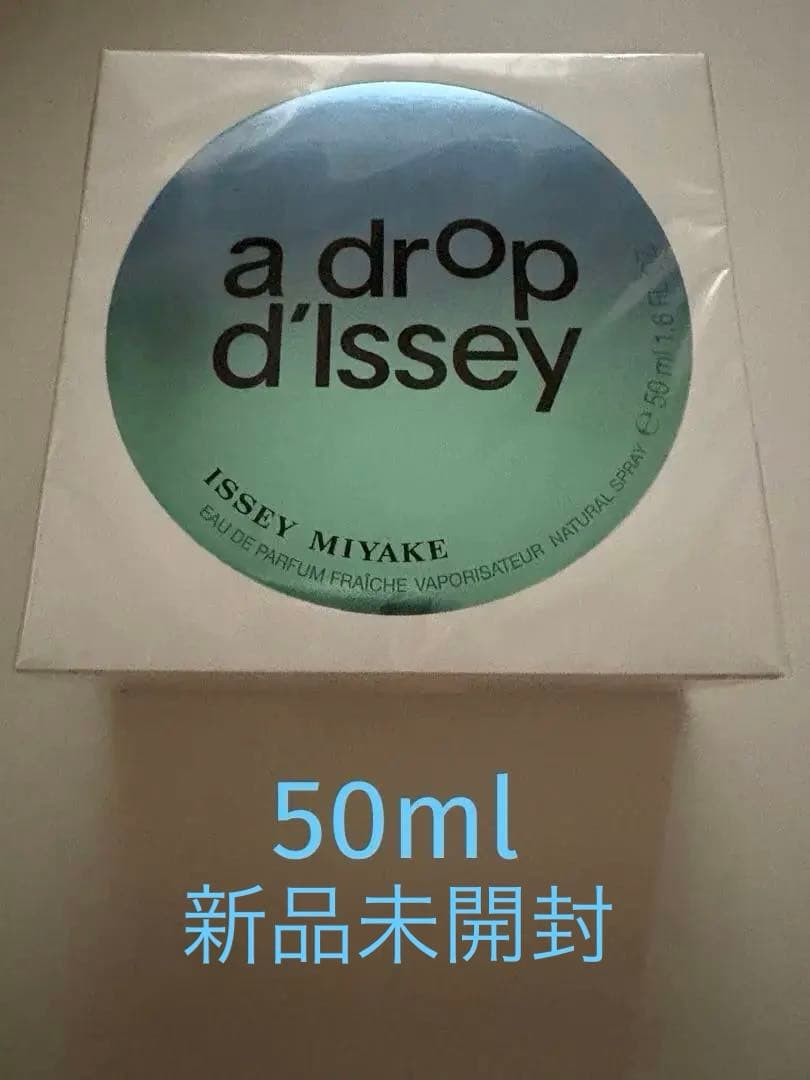 a drop
d'Issey
ISSEY MIYAKE
EAU DE PARFUM FRAÎCHE VAPORISATEUR NATURAL SPRAY ℮ 50 ml 1.6 FL.
50ml
新品未開封